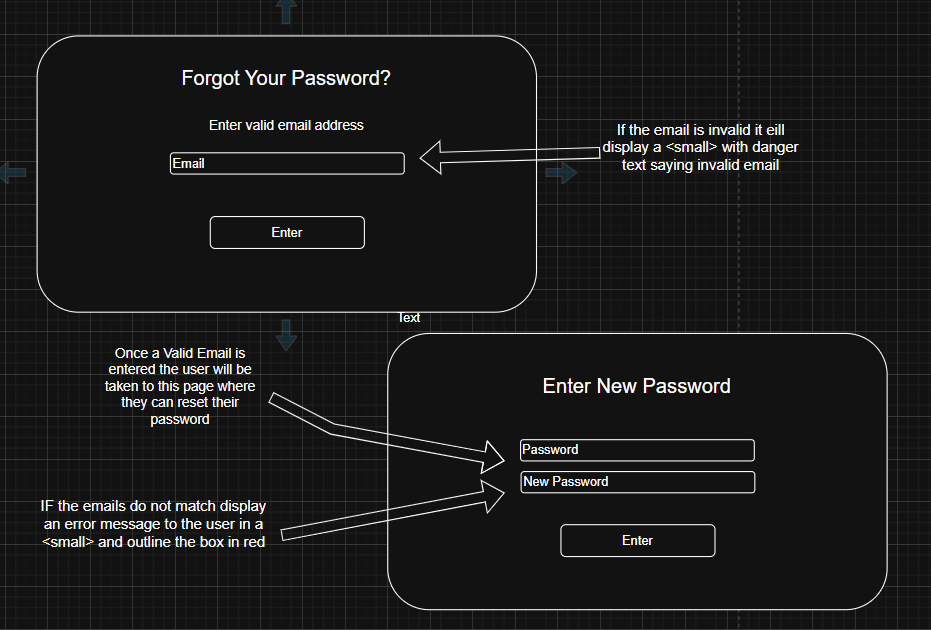 Forgot Your Password?
Enter valid email address
Email
Enter
If the email is invalid it eill
display a <small> with danger
text saying invalid email
Text
Once a Valid Email is
entered the user will be
taken to this page where
they can reset their
password
Enter New Password
Password
New Password
Enter
IF the emails do not match display
an error message to the user in a
<small> and outline the box in red